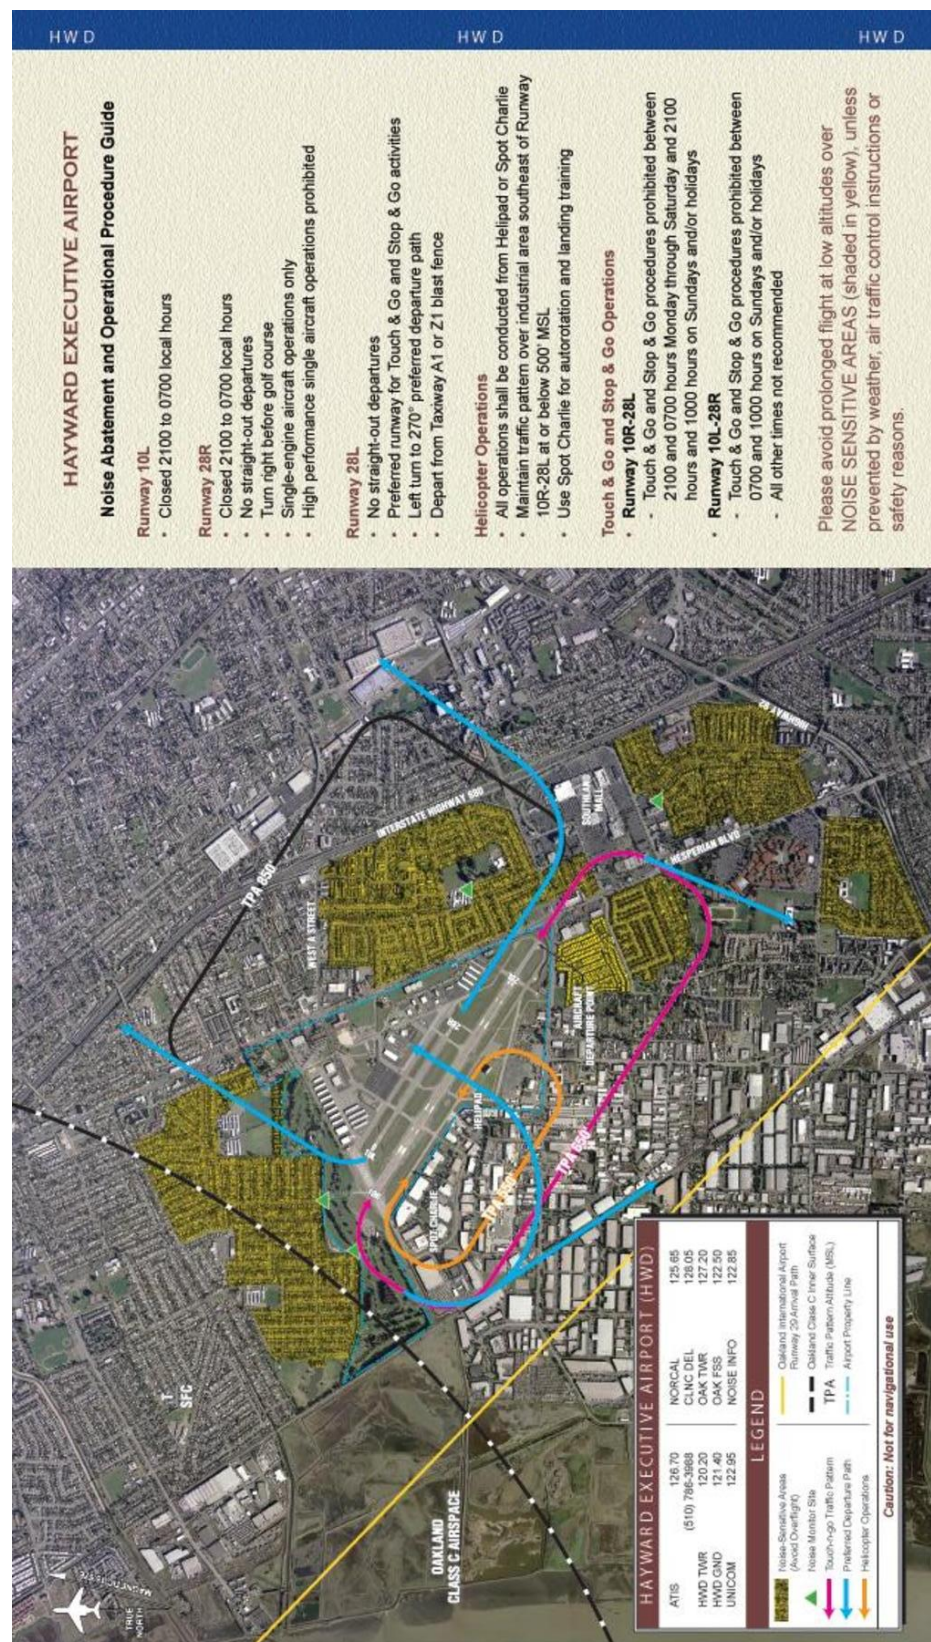 HWD
HWD
HWD
HAYWARD EXECUTIVE AIRPORT
Noise Abatement and Operational Procedure Guide
Runway 10L
• Closed 2100 to 0700 local hours
Runway 28R
• Closed 2100 to 0700 local hours
• No straight-out departures
• Turn right before golf course
• Single-engine aircraft operations only
• High performance single aircraft operations prohibited
Runway 28L
• No straight-out departures
• Preferred runway for Touch & Go and Stop & Go activities
• Left turn to 270° preferred departure path
• Depart from Taxiway A1 or Z1 blast fence
Helicopter Operations
• All operations shall be conducted from Helipad or Spot Charlie
• Maintain traffic pattern over industrial area southeast of Runway
10R-28L at or below 500' MSL
• Use Spot Charlie for autorotation and landing training
Touch & Go and Stop & Go Operations
• Runway 10R-28L
- Touch & Go and Stop & Go procedures prohibited between
2100 and 0700 hours Monday through Saturday and 2100
hours and 1000 hours on Sundays and/or holidays
• Runway 10L-28R
- Touch & Go and Stop & Go procedures prohibited between
0700 and 1000 hours on Sundays and/or holidays
- All other times not recommended
Please avoid prolonged flight at low altitudes over
NOISE SENSITIVE AREAS (shaded in yellow), unless
prevented by weather, air traffic control instructions or
safety reasons.
TRUE
NORTH
T
SFC
OAKLAND
CLASS C AIRSPACE
WEST A STREET
TPA 850
INTERSTATE HIGHWAY 880
SOUTHLAND
MALL
HIGHWAY 92
HESPERIAN BLVD
AIRCRAFT
DEPARTURE POINT
HELIPAD
TPA 650
HAYWARD EXECUTIVE AIRPORT (HWD)
ATIS 126.70 NORCAL 125.65
(510) 786-3988 CLNC DEL 128.05
HWD TWR 120.20 OAK TWR 127.20
HWD GND 121.40 OAK FSS 122.50
UNICOM 122.95 NOISE INFO 122.85
LEGEND
Noise-Sensitive Areas
(Avoid Overflight)
Noise Monitor Site
Touch-n-go Traffic Pattern
Preferred Departure Path
Helicopter Operations
Oakland International Airport
Runway 29 Arrival Path
Oakland Class C Inner Surface
TPA Traffic Pattern Altitude (MSL)
Airport Property Line
Caution: Not for navigational use